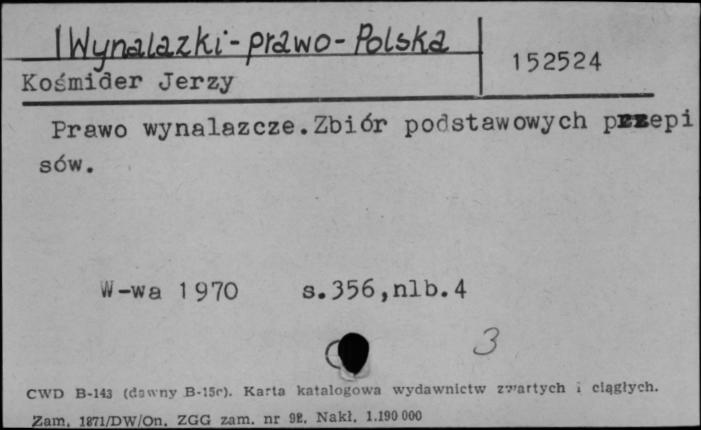 Wynalazki-prawo-Polska
152524
Kośmider Jerzy
Prawo wynalazcze.Zbiór podstawowych przepi
sów.
W-wa 1970 s.356,nlb.4
3
CWD B-143 (dawny B-15c). Karta katalogowa wydawnictw zwartych i ciągłych.
Zam. 1871/DW/On. ZGG zam. nr 98. Nakł. 1.190 000